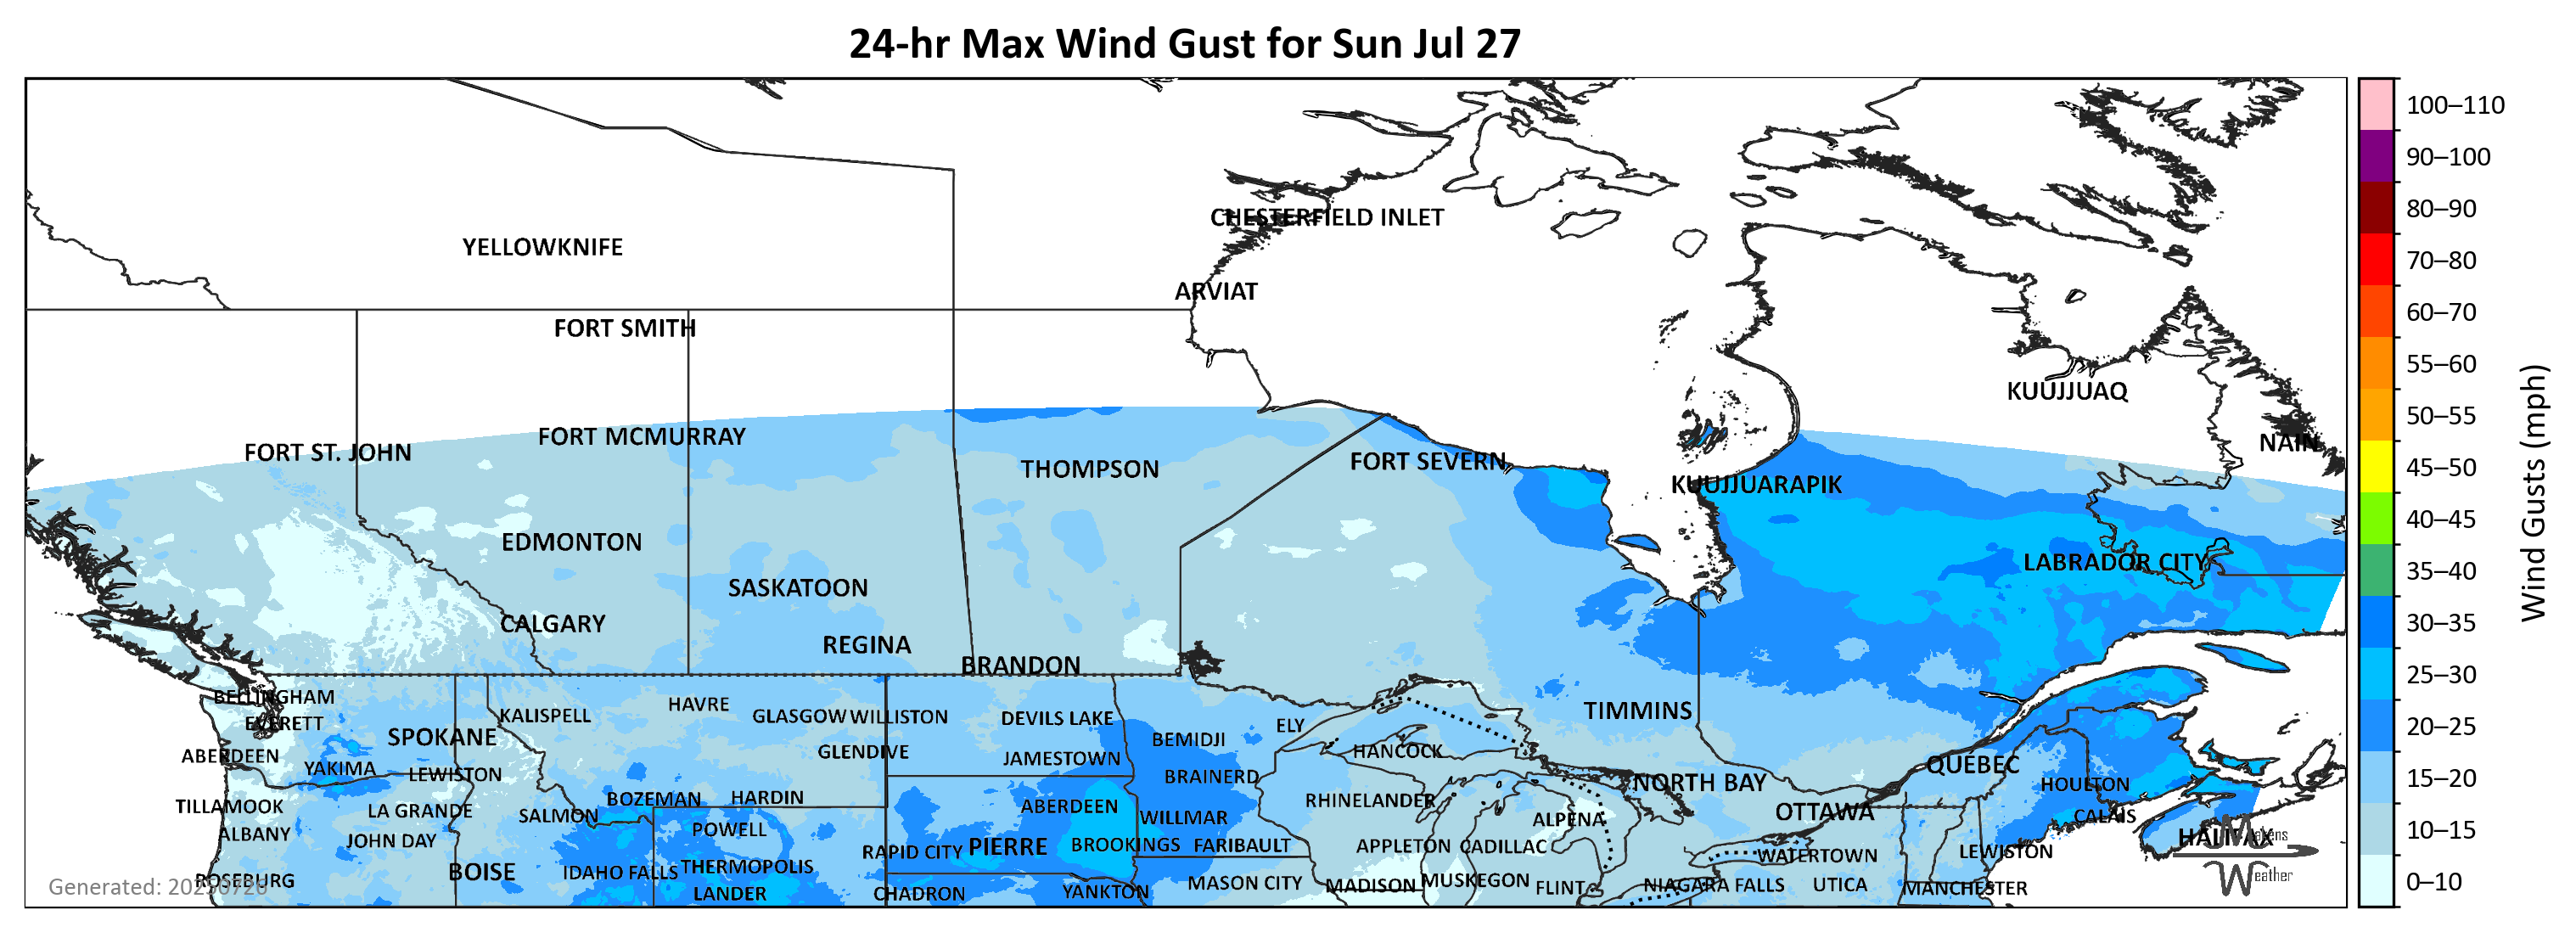 24-hr Max Wind Gust for Sun Jul 27
CHESTERFIELD INLET
YELLOWKNIFE
ARVIAT
FORT SMITH
KUUJJUAQ
FORT MCMURRAY
NAIN
FORT ST. JOHN
FORT SEVERN
THOMPSON
KUUJJUARAPIK
EDMONTON
LABRADOR CITY
SASKATOON
CALGARY
REGINA
BRANDON
BELLINGHAM
HAVRE
TIMMINS
KALISPELL
GLASGOW WILLISTON
DEVILS LAKE
EVERETT
ELY
SPOKANE
BEMIDJI
GLENDIVE
HANCOCK
ABERDEEN
JAMESTOWN
QUÉBEC
YAKIMA
LEWISTON
BRAINERD
NORTH BAY
HOULTON
BOZEMAN
HARDIN
RHINELANDER
TILLAMOOK
LA GRANDE
ABERDEEN
OTTAWA
SALMON
WILLMAR
ALPENA
CALAIS
ALBANY
POWELL
HALIFAX
JOHN DAY
PIERRE
BROOKINGS
FARIBAULT
APPLETON
CADILLAC
RAPID CITY
LEWISTON
WATERTOWN
BOISE
IDAHO FALLS
THERMOPOLIS
ROSEBURG
MASON CITY
MADISON
MUSKEGON
FLINT
NIAGARA FALLS
UTICA
MANCHESTER
LANDER
CHADRON
YANKTON
Generated: 20250726
Makens
Weather
100–110
90–100
80–90
70–80
60–70
55–60
50–55
45–50
40–45
35–40
30–35
25–30
20–25
15–20
10–15
0–10
Wind Gusts (mph)